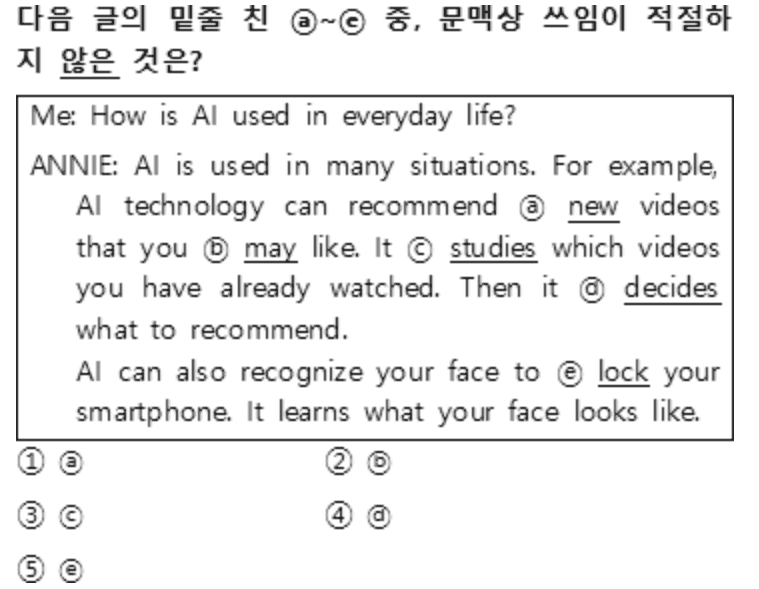 다음 글의 밑줄 친 ⓐ~ⓔ 중, 문맥상 쓰임이 적절하
지 않은 것은?
Me: How is AI used in everyday life?
ANNIE: AI is used in many situations. For example,
AI technology can recommend ⓐ new videos
that you ⓑ may like. It ⓒ studies which videos
you have already watched. Then it ⓓ decides
what to recommend.
AI can also recognize your face to ⓔ lock your
smartphone. It learns what your face looks like.
① ⓐ ② ⓑ
③ ⓒ ④ ⓓ
⑤ ⓔ